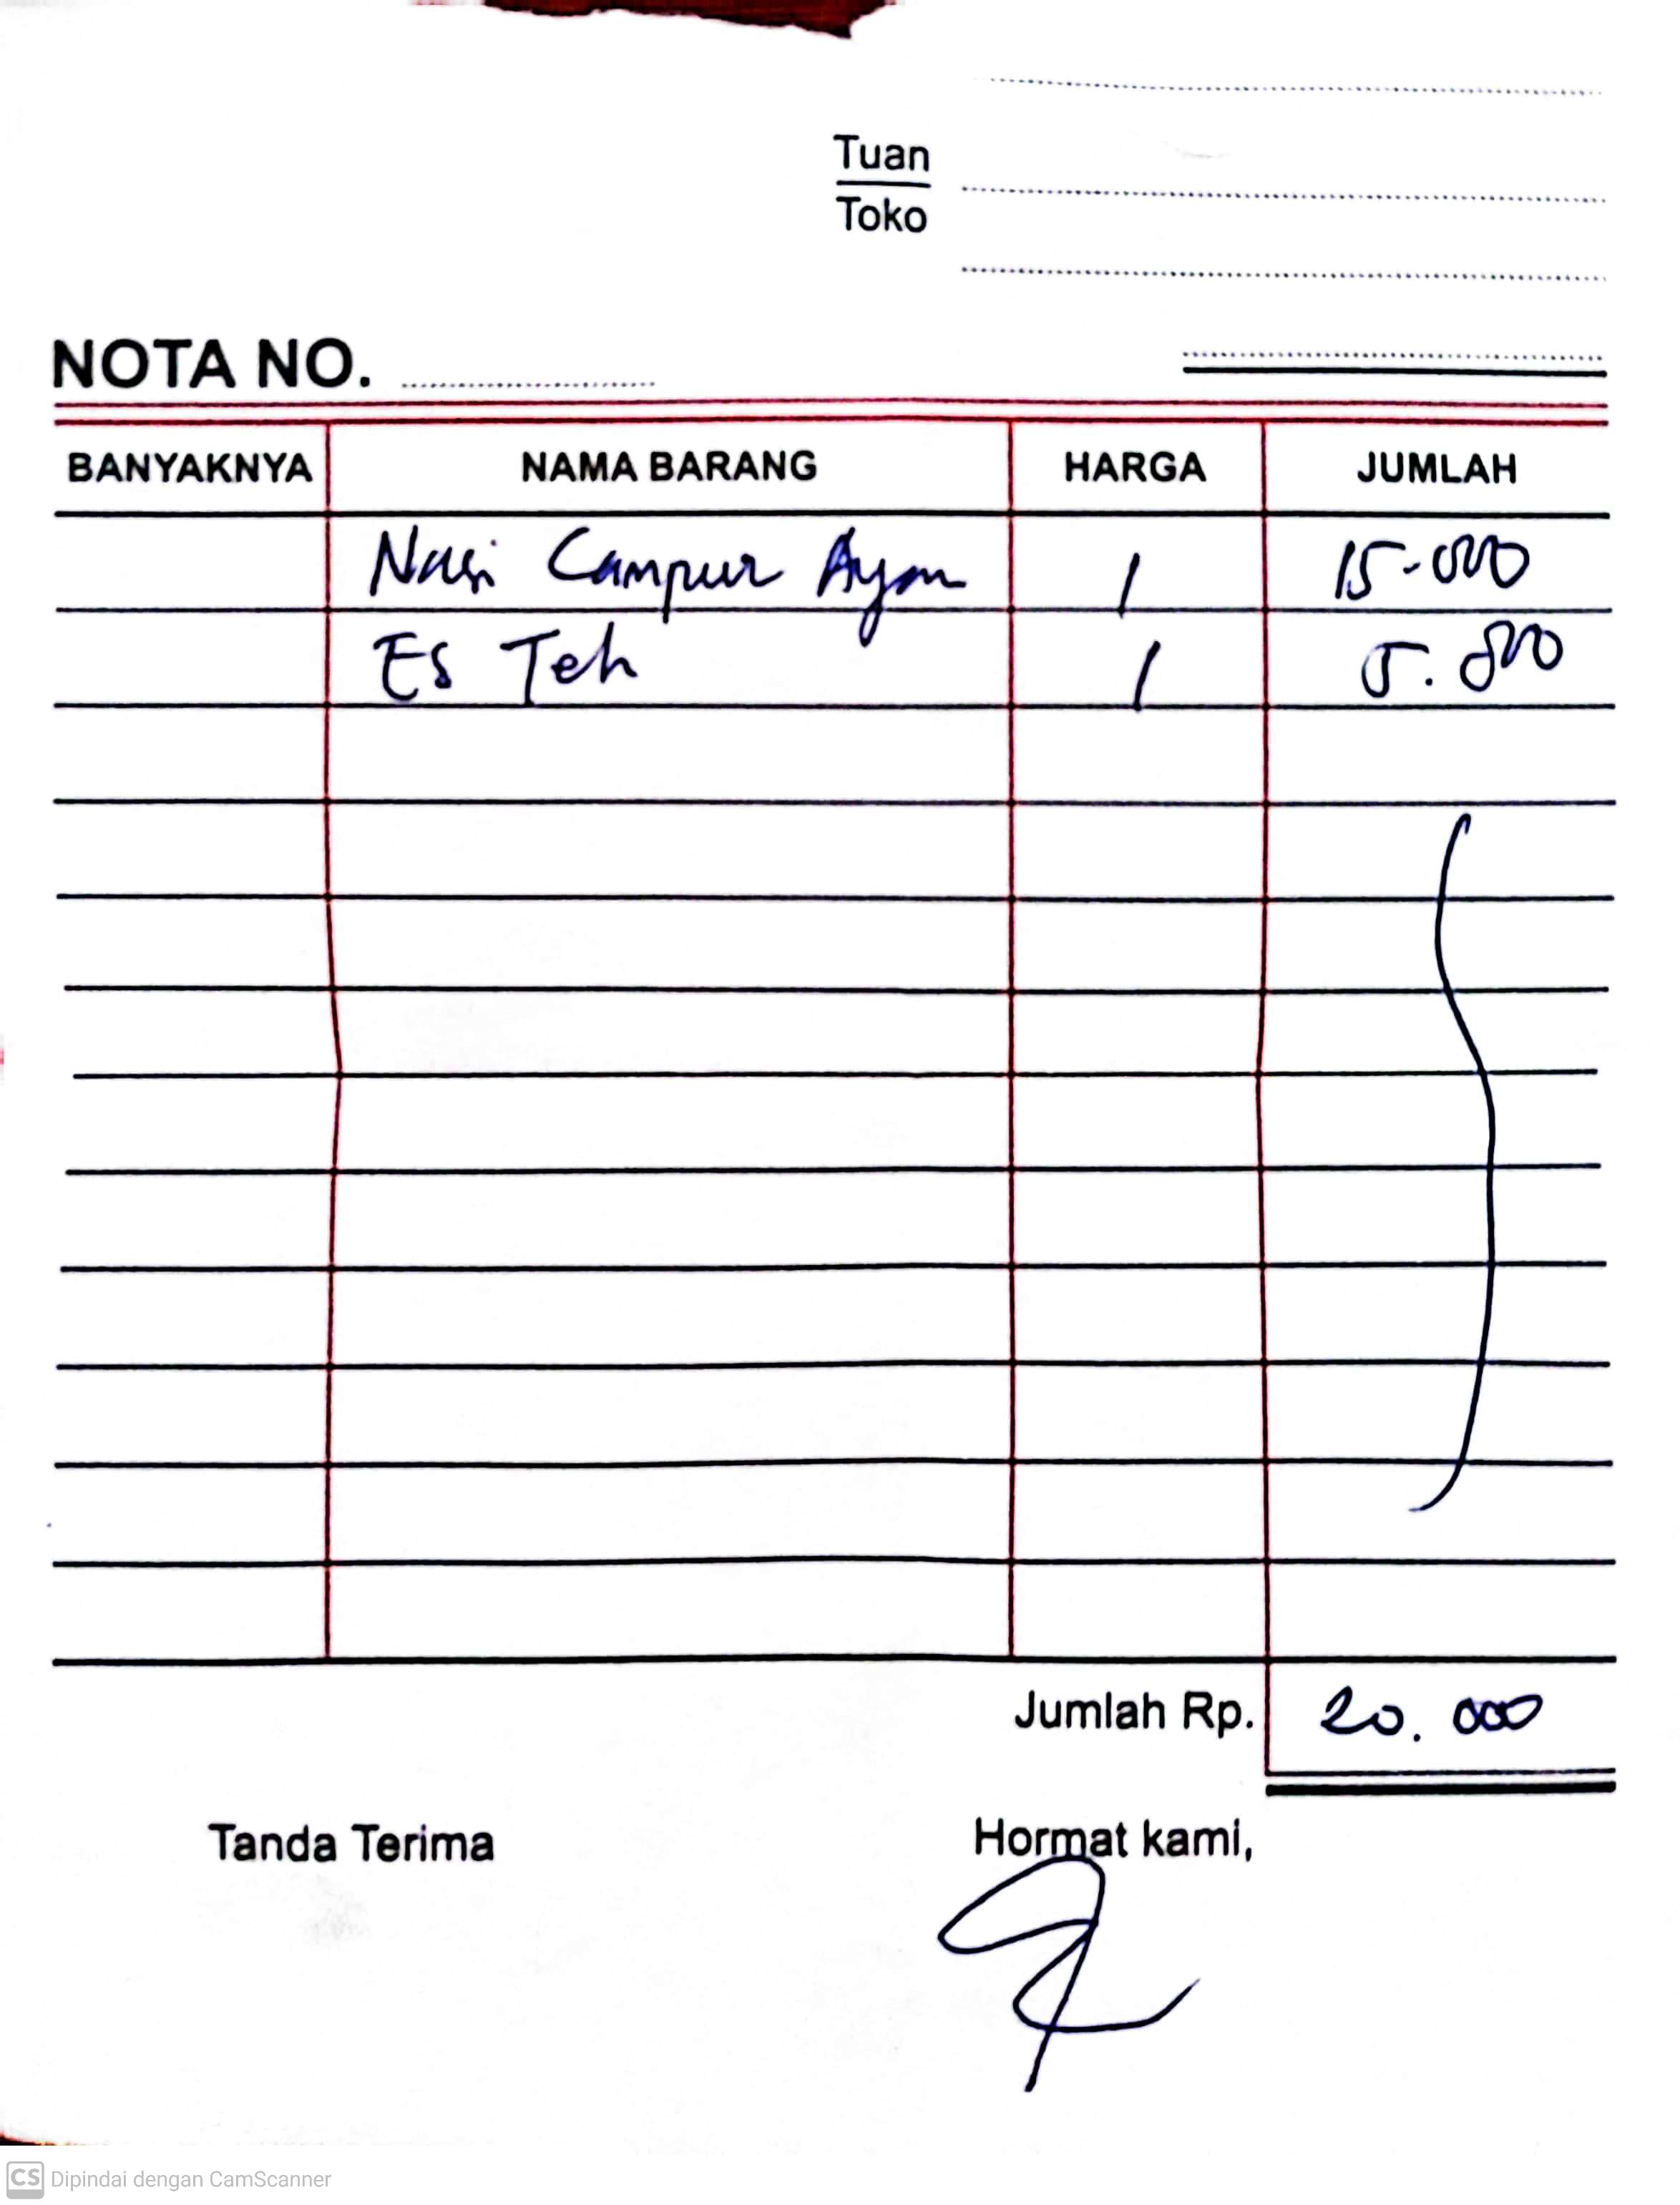 Tuan
Toko
NOTA NO.
BANYAKNYA NAMA BARANG HARGA JUMLAH
Nasi Campur Ayam 1 15.000
Es Teh 1 5.000
Jumlah Rp. 20.000
Tanda Terima Hormat kami,
CS Dipindai dengan CamScanner